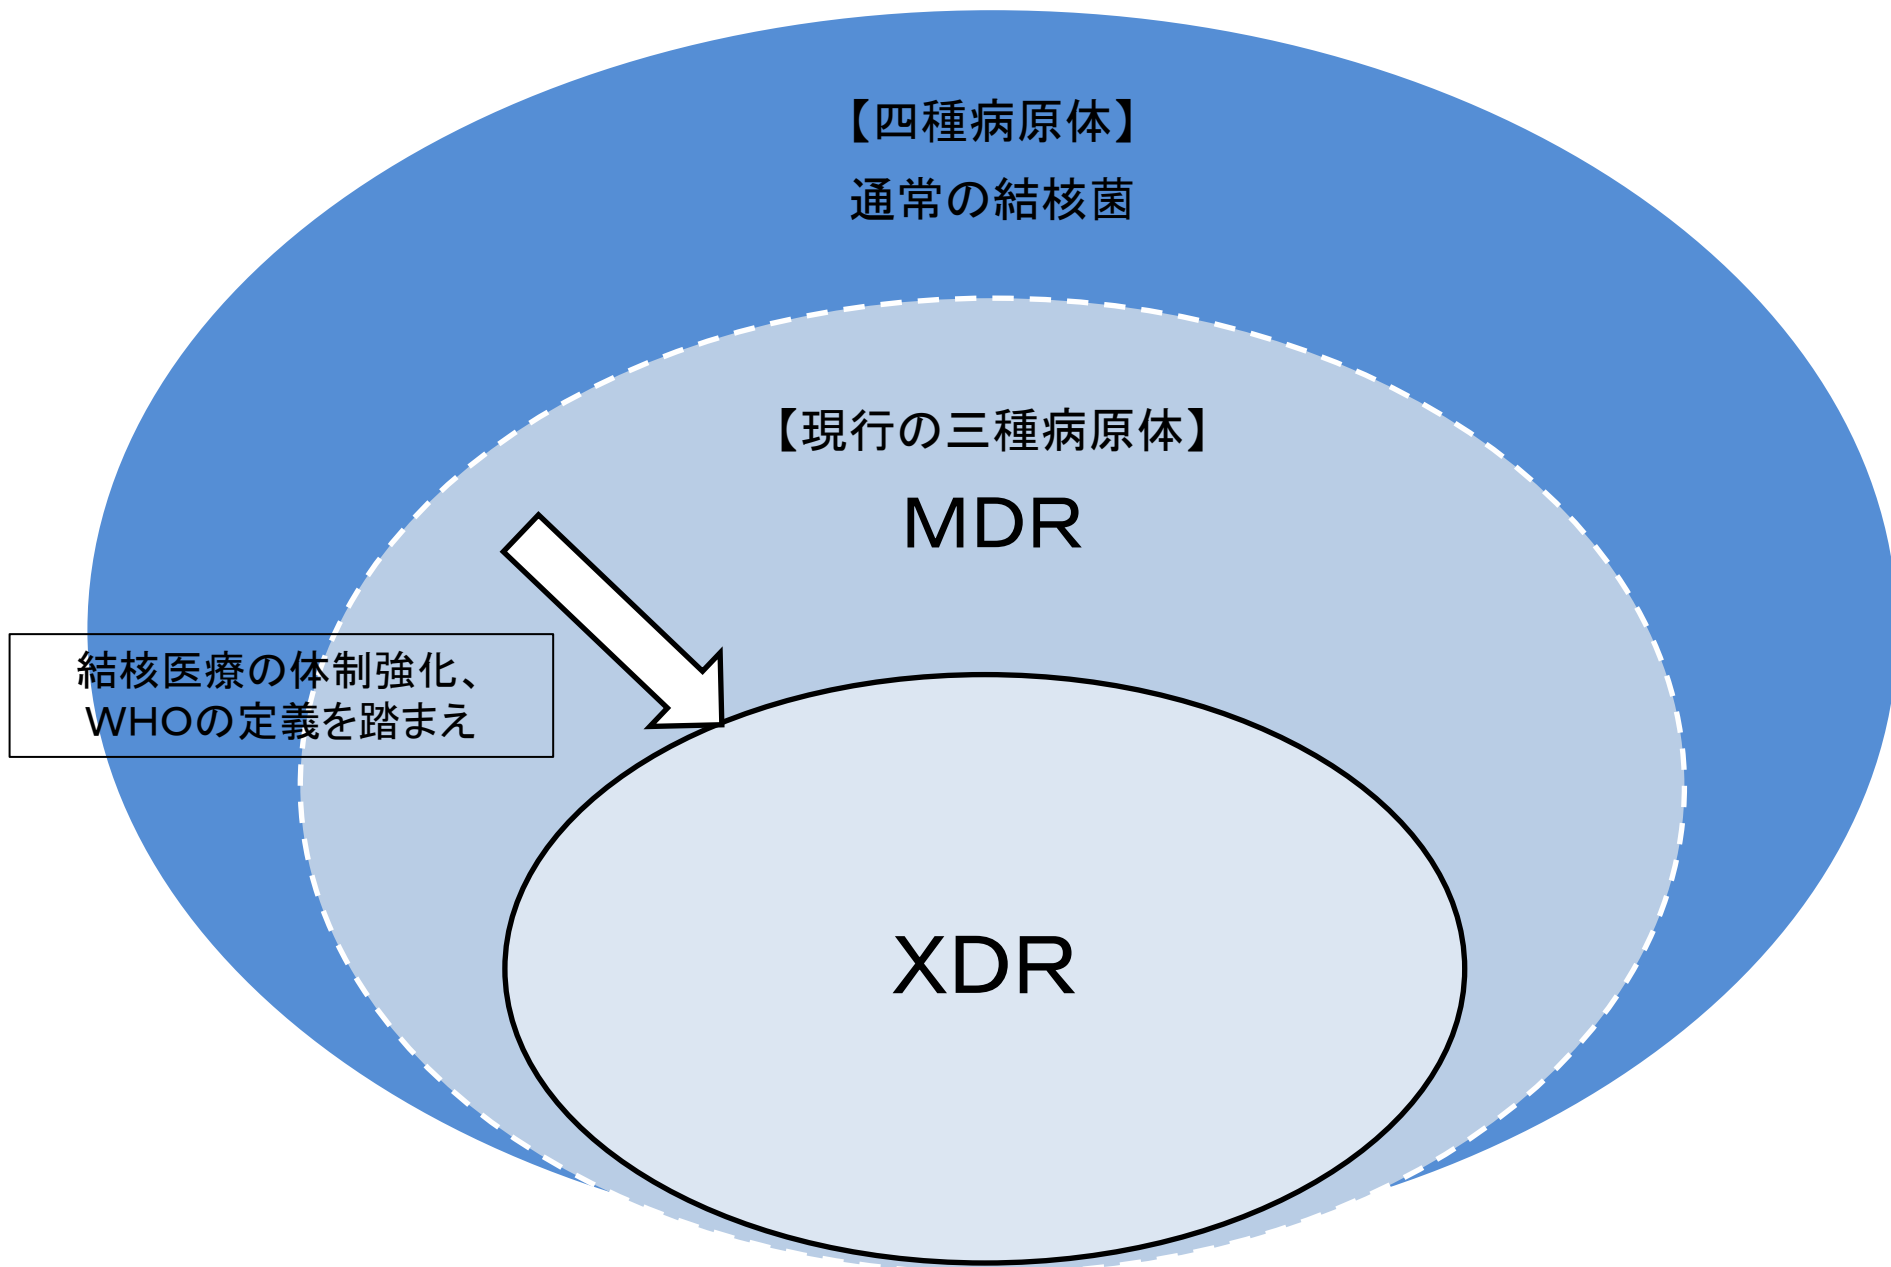 【四種病原体】
通常の結核菌
【現行の三種病原体】
MDR
結核医療の体制強化、
WHOの定義を踏まえ
XDR